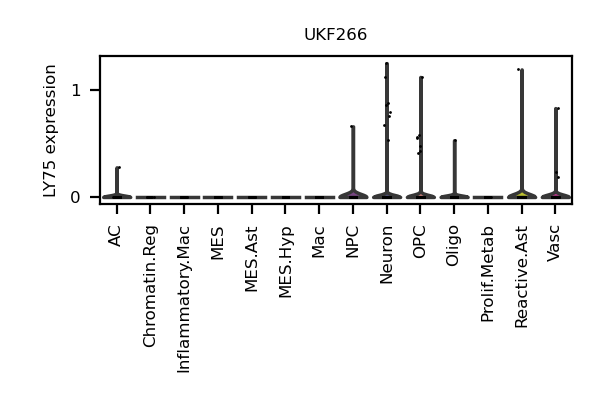 UKF266
LY75 expression
1
0
AC
Chromatin.Reg
Inflammatory.Mac
MES
MES.Ast
MES.Hyp
Mac
NPC
Neuron
OPC
Oligo
Prolif.Metab
Reactive.Ast
Vasc